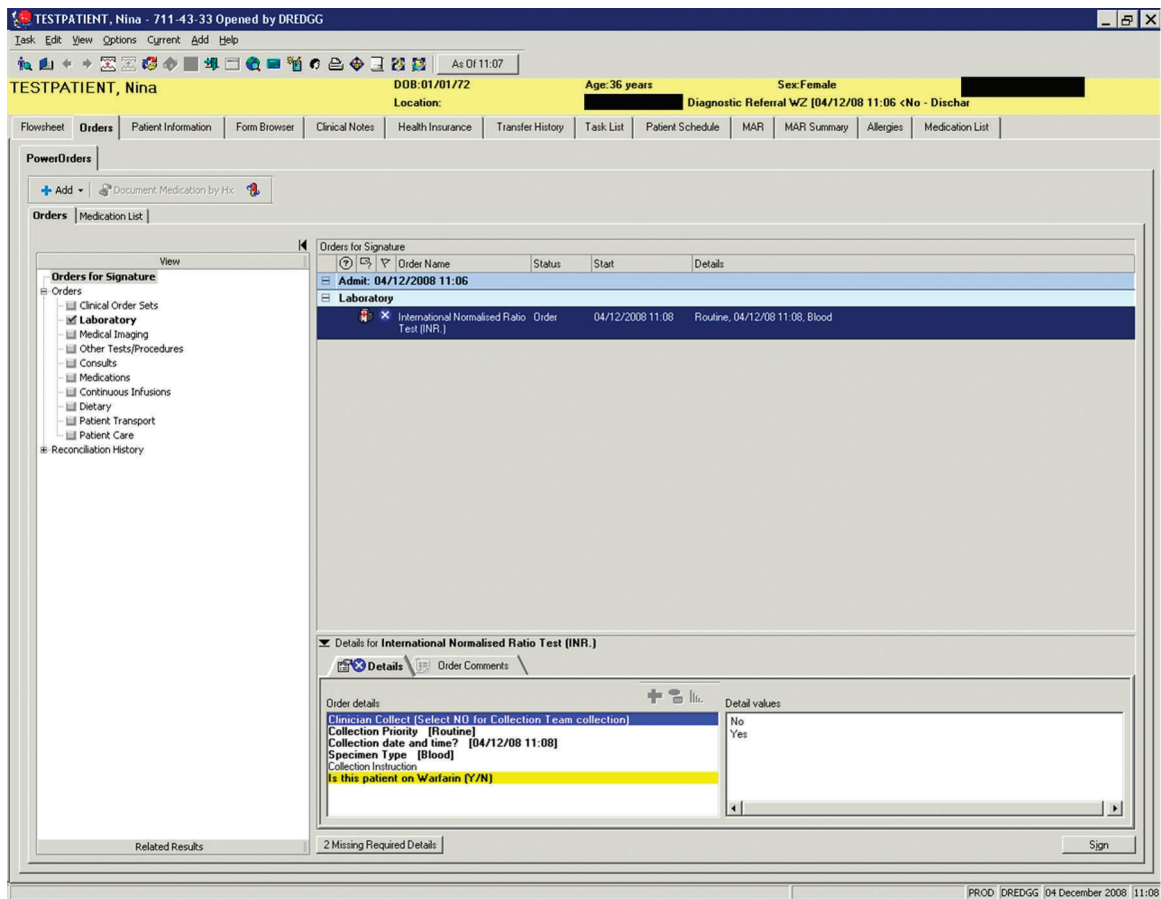 TESTPATIENT, Nina - 711-43-33 Opened by DREDGG
Task Edit View Options Current Add Help
As Of 11:07
TESTPATIENT, Nina DOB:01/01/72 Age:36 years Sex:Female
Location: Diagnostic Referral WZ [04/12/08 11:06 <No - Dischar
Flowsheet Orders Patient Information Form Browser Clinical Notes Health Insurance Transfer History Task List Patient Schedule MAR MAR Summary Allergies Medication List
PowerOrders
Add Document Medication by Hx
Orders Medication List
View
Orders for Signature
Orders
Clinical Order Sets
Laboratory
Medical Imaging
Other Tests/Procedures
Consults
Medications
Continuous Infusions
Dietary
Patient Transport
Patient Care
Reconciliation History
Related Results
Orders for Signature
Order Name Status Start Details
Admit: 04/12/2008 11:06
Laboratory
International Normalised Ratio Order 04/12/2008 11:08 Routine, 04/12/08 11:08, Blood
Test (INR.)
Details for International Normalised Ratio Test (INR.)
Details Order Comments
Order details
Clinician Collect (Select NO for Collection Team collection)
Collection Priority [Routine]
Collection date and time? [04/12/08 11:08]
Specimen Type [Blood]
Collection Instruction
Is this patient on Warfarin (Y/N)
Detail values
No
Yes
2 Missing Required Details
Sign
PROD DREDGG 04 December 2008 11:08